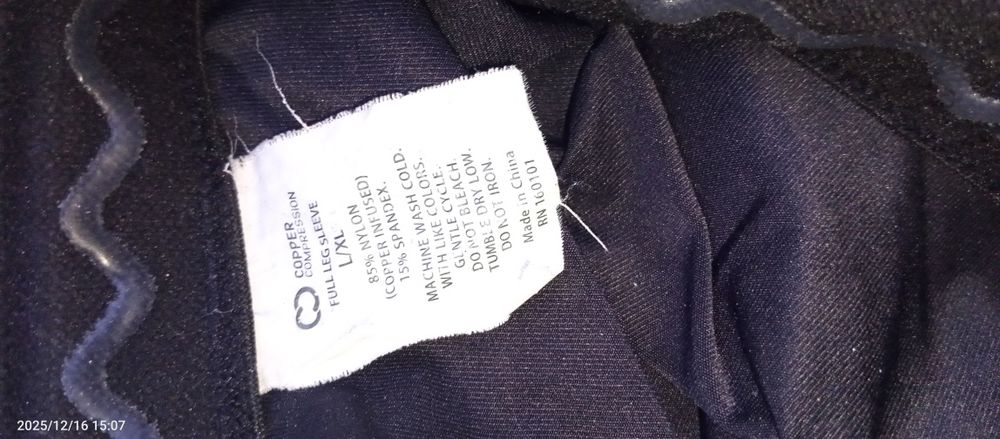 COPPER
COMPRESSION
FULL LEG SLEEVE
L/XL
85% NYLON
(COPPER INFUSED)
15% SPANDEX.
MACHINE WASH COLD.
WITH LIKE COLORS.
GENTLE CYCLE.
DO NOT BLEACH.
TUMBLE DRY LOW.
DO NOT IRON.
Made in China
RN 160101
2025/12/16 15:07